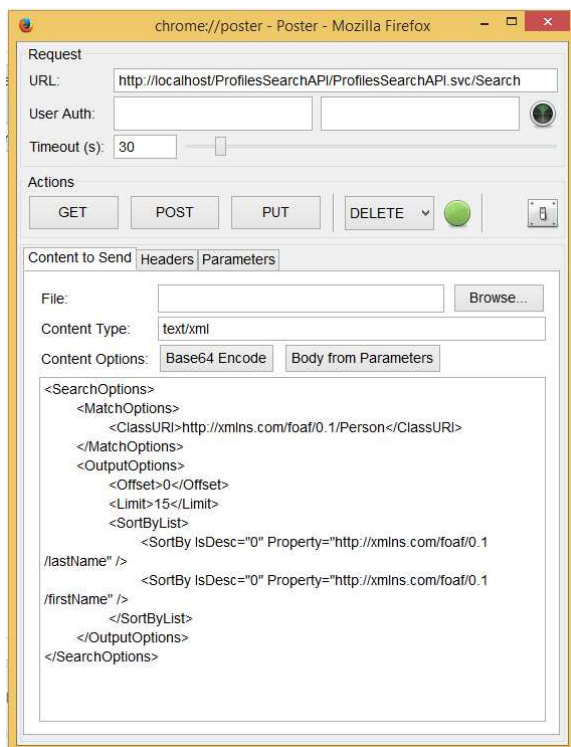 chrome://poster - Poster - Mozilla Firefox
Request
URL: http://localhost/ProfilesSearchAPI/ProfilesSearchAPI.svc/Search
User Auth:
Timeout (s): 30
Actions
GET POST PUT DELETE
Content to Send Headers Parameters
File: Browse...
Content Type: text/xml
Content Options: Base64 Encode Body from Parameters
<SearchOptions>
<MatchOptions>
<ClassURI>http://xmlns.com/foaf/0.1/Person</ClassURI>
</MatchOptions>
<OutputOptions>
<Offset>0</Offset>
<Limit>15</Limit>
<SortByList>
<SortBy IsDesc="0" Property="http://xmlns.com/foaf/0.1
/lastName" />
<SortBy IsDesc="0" Property="http://xmlns.com/foaf/0.1
/firstName" />
</SortByList>
</OutputOptions>
</SearchOptions>